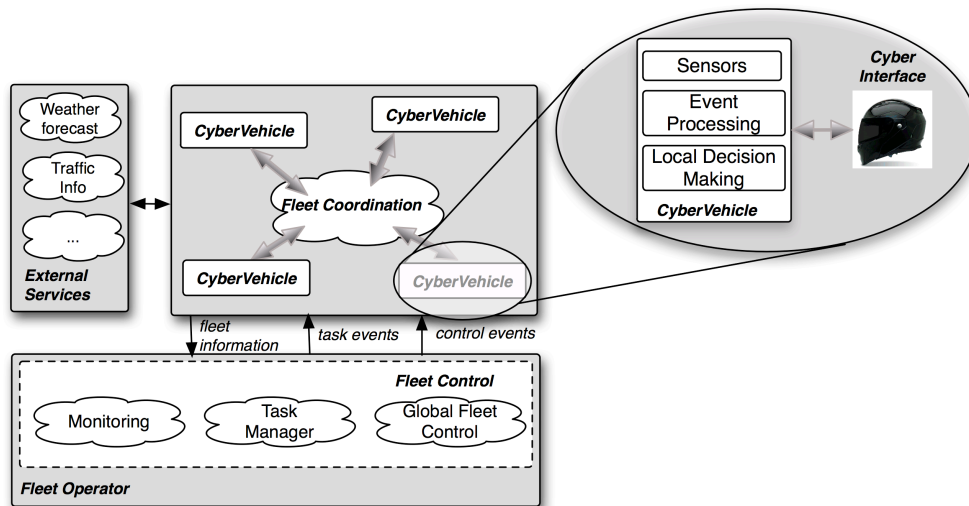 Weather
forecast
Traffic
Info
...
External
Services
CyberVehicle
CyberVehicle
Fleet Coordination
CyberVehicle
CyberVehicle
Sensors
Event
Processing
Local Decision
Making
CyberVehicle
Cyber
Interface
fleet
information
task events
control events
Fleet Control
Monitoring
Task
Manager
Global Fleet
Control
Fleet Operator